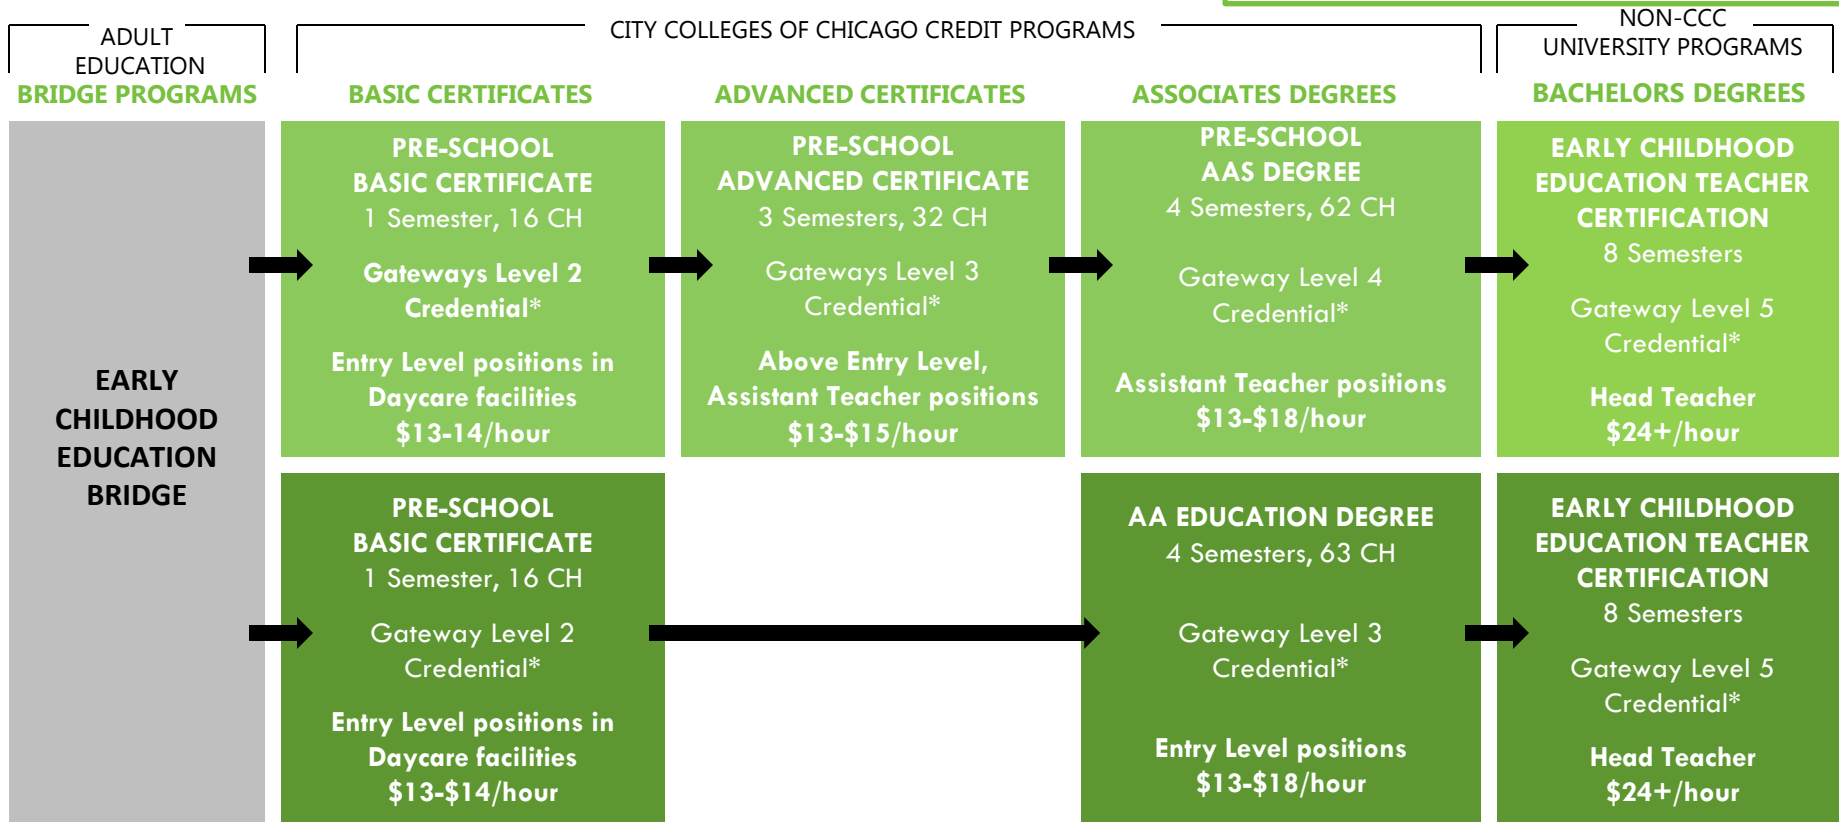 ADULT
EDUCATION
BRIDGE PROGRAMS
CITY COLLEGES OF CHICAGO CREDIT PROGRAMS
NON-CCC
UNIVERSITY PROGRAMS
BASIC CERTIFICATES
ADVANCED CERTIFICATES
ASSOCIATES DEGREES
BACHELORS DEGREES
EARLY
CHILDHOOD
EDUCATION
BRIDGE
PRE-SCHOOL
BASIC CERTIFICATE
1 Semester, 16 CH
Gateways Level 2
Credential*
Entry Level positions in
Daycare facilities
$13-14/hour
PRE-SCHOOL
ADVANCED CERTIFICATE
3 Semesters, 32 CH
Gateways Level 3
Credential*
Above Entry Level,
Assistant Teacher positions
$13-$15/hour
PRE-SCHOOL
AAS DEGREE
4 Semesters, 62 CH
Gateway Level 4
Credential*
Assistant Teacher positions
$13-$18/hour
EARLY CHILDHOOD
EDUCATION TEACHER
CERTIFICATION
8 Semesters
Gateway Level 5
Credential*
Head Teacher
$24+/hour
PRE-SCHOOL
BASIC CERTIFICATE
1 Semester, 16 CH
Gateway Level 2
Credential*
Entry Level positions in
Daycare facilities
$13-$14/hour
AA EDUCATION DEGREE
4 Semesters, 63 CH
Gateway Level 3
Credential*
Entry Level positions
$13-$18/hour
EARLY CHILDHOOD
EDUCATION TEACHER
CERTIFICATION
8 Semesters
Gateway Level 5
Credential*
Head Teacher
$24+/hour